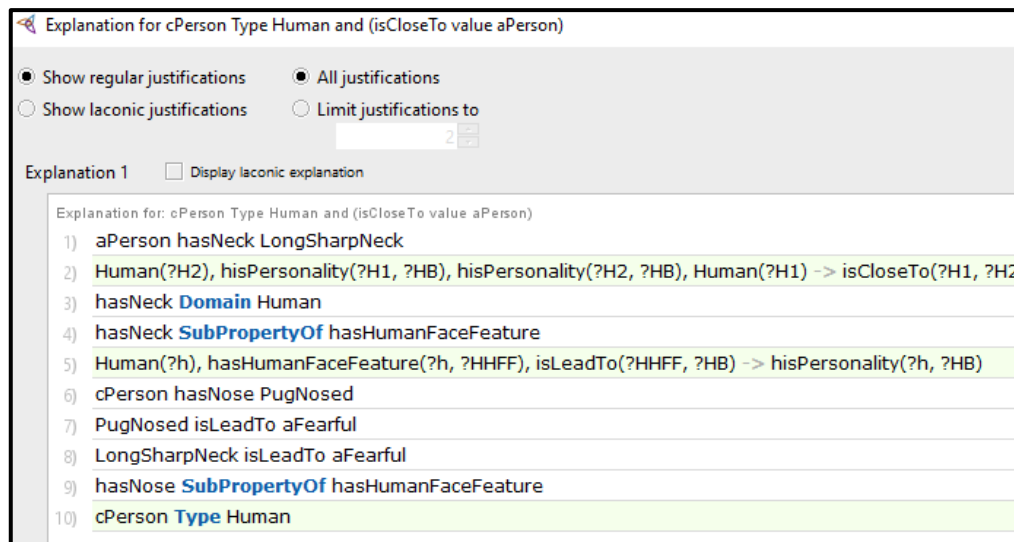 Explanation for cPerson Type Human and (isCloseTo value aPerson)
Show regular justifications All justifications
Show laconic justifications Limit justifications to
2
Explanation 1 Display laconic explanation
Explanation for: cPerson Type Human and (isCloseTo value aPerson)
1) aPerson hasNeck LongSharpNeck
2) Human(?H2), hisPersonality(?H1, ?HB), hisPersonality(?H2, ?HB), Human(?H1) -> isCloseTo(?H1, ?H2
3) hasNeck Domain Human
4) hasNeck SubPropertyOf hasHumanFaceFeature
5) Human(?h), hasHumanFaceFeature(?h, ?HHFF), isLeadTo(?HHFF, ?HB) -> hisPersonality(?h, ?HB)
6) cPerson hasNose PugNosed
7) PugNosed isLeadTo aFearful
8) LongSharpNeck isLeadTo aFearful
9) hasNose SubPropertyOf hasHumanFaceFeature
10) cPerson Type Human